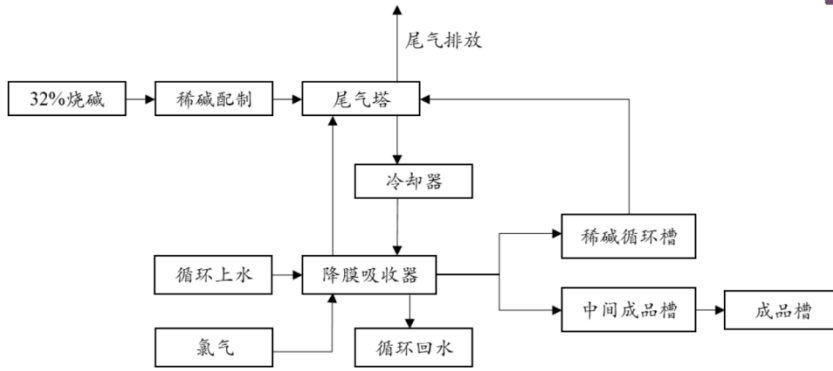 尾气排放
32%烧碱
稀碱配制
尾气塔
冷却器
稀碱循环槽
循环上水
降膜吸收器
中间成品槽
成品槽
氯气
循环回水